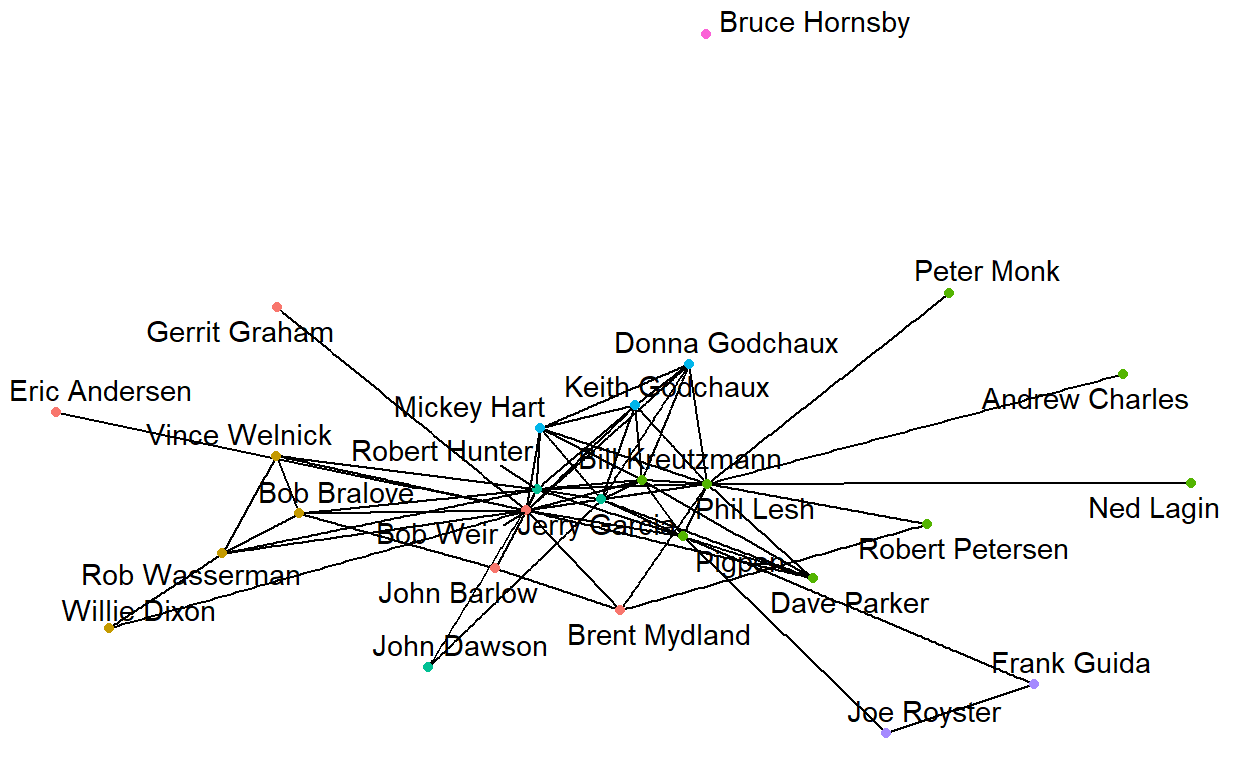 Bruce Hornsby
Peter Monk
Gerrit Graham
Donna Godchaux
Eric Andersen
Keith Godchaux
Andrew Charles
Mickey Hart
Vince Welnick
Robert Hunter
Bill Kreutzmann
Bob Bralove
Phil Lesh
Ned Lagin
Bob Weir
Jerry Garcia
Robert Petersen
Pigpen
Rob Wasserman
John Barlow
Dave Parker
Willie Dixon
Brent Mydland
John Dawson
Frank Guida
Joe Royster